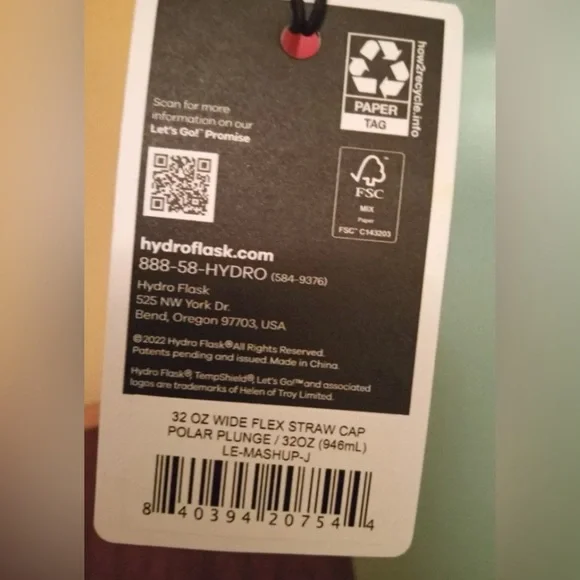 how2recycle.info
PAPER
TAG
Scan for more
information on our
Let's Go!™ Promise
FSC
MIX
Paper
FSC™ C143203
hydroflask.com
888-58-HYDRO (584-9376)
Hydro Flask
525 NW York Dr.
Bend, Oregon 97703, USA
©2022 Hydro Flask®All Rights Reserved.
Patents pending and issued. Made in China.
Hydro Flask®, TempShield®, Let's Go!™ and associated
logos are trademarks of Helen of Troy Limited.
32 OZ WIDE FLEX STRAW CAP
POLAR PLUNGE / 32OZ (946mL)
LE-MASHUP-J
8 40394 20754 4